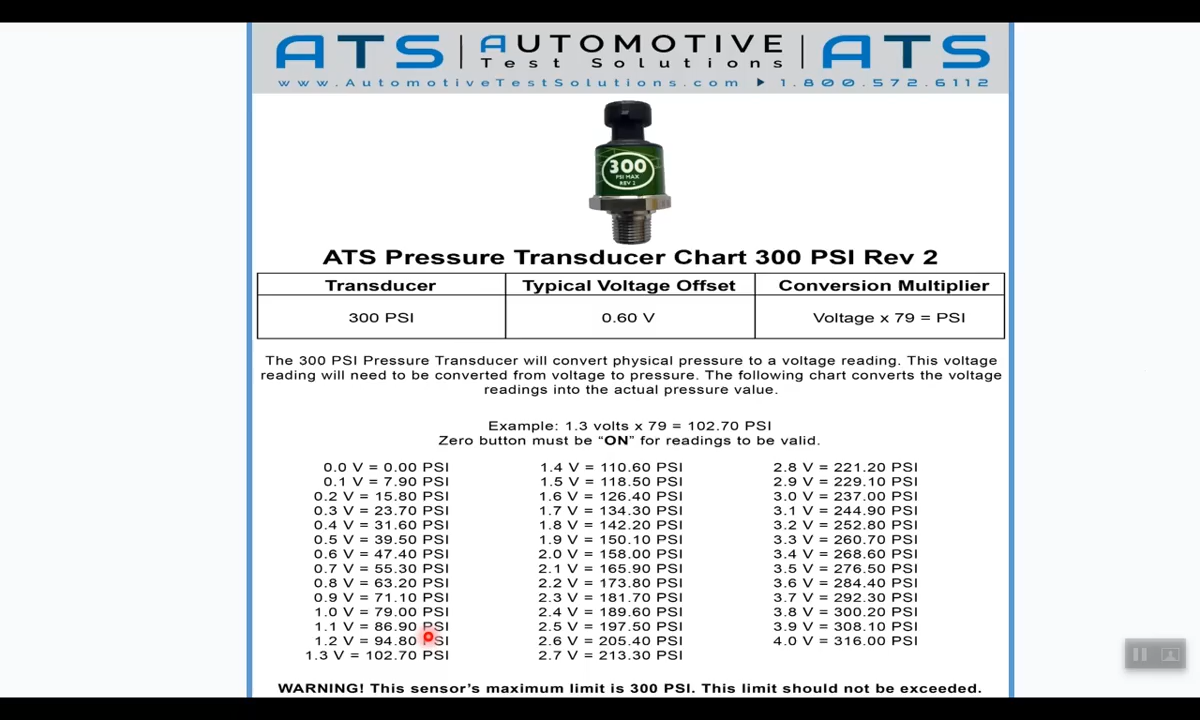 ATS | AUTOMOTIVE Test Solutions | ATS
www.AutomotiveTestSolutions.com ▶ 1.800.572.6112
300
PSI MAX
REV 2
ATS Pressure Transducer Chart 300 PSI Rev 2
Transducer Typical Voltage Offset Conversion Multiplier
300 PSI 0.60 V Voltage x 79 = PSI
The 300 PSI Pressure Transducer will convert physical pressure to a voltage reading. This voltage
reading will need to be converted from voltage to pressure. The following chart converts the voltage
readings into the actual pressure value.
Example: 1.3 volts x 79 = 102.70 PSI
Zero button must be “ON” for readings to be valid.
0.0 V = 0.00 PSI
0.1 V = 7.90 PSI
0.2 V = 15.80 PSI
0.3 V = 23.70 PSI
0.4 V = 31.60 PSI
0.5 V = 39.50 PSI
0.6 V = 47.40 PSI
0.7 V = 55.30 PSI
0.8 V = 63.20 PSI
0.9 V = 71.10 PSI
1.0 V = 79.00 PSI
1.1 V = 86.90 PSI
1.2 V = 94.80 PSI
1.3 V = 102.70 PSI
1.4 V = 110.60 PSI
1.5 V = 118.50 PSI
1.6 V = 126.40 PSI
1.7 V = 134.30 PSI
1.8 V = 142.20 PSI
1.9 V = 150.10 PSI
2.0 V = 158.00 PSI
2.1 V = 165.90 PSI
2.2 V = 173.80 PSI
2.3 V = 181.70 PSI
2.4 V = 189.60 PSI
2.5 V = 197.50 PSI
2.6 V = 205.40 PSI
2.7 V = 213.30 PSI
2.8 V = 221.20 PSI
2.9 V = 229.10 PSI
3.0 V = 237.00 PSI
3.1 V = 244.90 PSI
3.2 V = 252.80 PSI
3.3 V = 260.70 PSI
3.4 V = 268.60 PSI
3.5 V = 276.50 PSI
3.6 V = 284.40 PSI
3.7 V = 292.30 PSI
3.8 V = 300.20 PSI
3.9 V = 308.10 PSI
4.0 V = 316.00 PSI
WARNING! This sensor’s maximum limit is 300 PSI. This limit should not be exceeded.